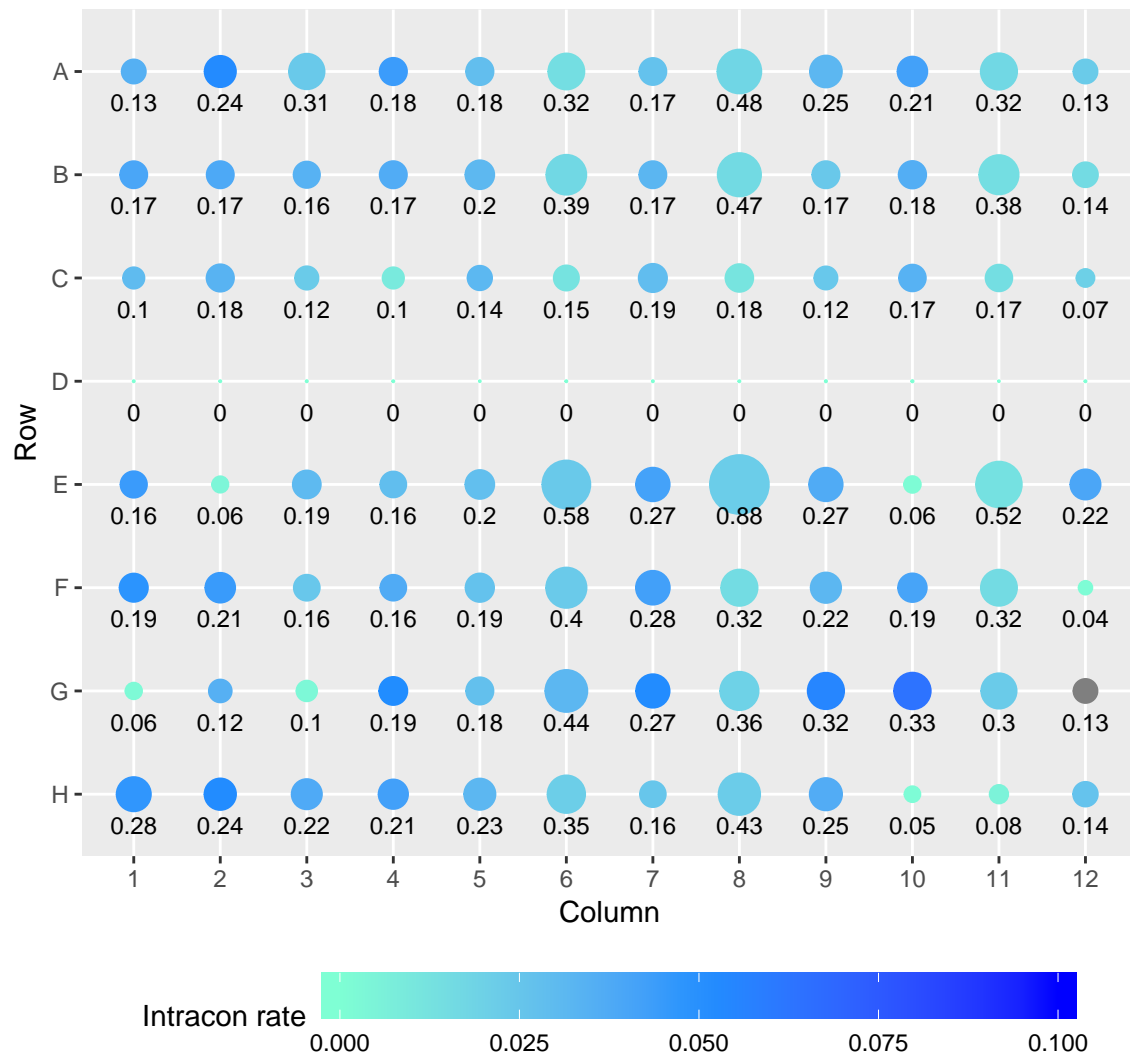 A
0.13 0.24 0.31 0.18 0.18 0.32 0.17 0.48 0.25 0.21 0.32 0.13
B
0.17 0.17 0.16 0.17 0.2 0.39 0.17 0.47 0.17 0.18 0.38 0.14
C
0.1 0.18 0.12 0.1 0.14 0.15 0.19 0.18 0.12 0.17 0.17 0.07
D
0 0 0 0 0 0 0 0 0 0 0 0
Row
E
0.16 0.06 0.19 0.16 0.2 0.58 0.27 0.88 0.27 0.06 0.52 0.22
F
0.19 0.21 0.16 0.16 0.19 0.4 0.28 0.32 0.22 0.19 0.32 0.04
G
0.06 0.12 0.1 0.19 0.18 0.44 0.27 0.36 0.32 0.33 0.3 0.13
H
0.28 0.24 0.22 0.21 0.23 0.35 0.16 0.43 0.25 0.05 0.08 0.14
1 2 3 4 5 6 7 8 9 10 11 12
Column
Intracon rate
0.000 0.025 0.050 0.075 0.100